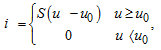 i = { S(u - u₀)  u ≥ u₀
0  u ⟨u₀ ,